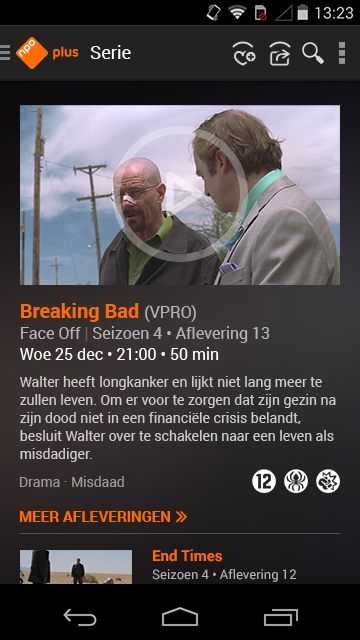 13:23
npo plus Serie
Breaking Bad (VPRO)
Face Off | Seizoen 4 • Aflevering 13
Woe 25 dec • 21:00 • 50 min
Walter heeft longkanker en lijkt niet lang meer te
zullen leven. Om er voor te zorgen dat zijn gezin na
zijn dood niet in een financiële crisis belandt,
besluit Walter over te schakelen naar een leven als
misdadiger.
Drama · Misdaad 12
MEER AFLEVERINGEN »
End Times
Seizoen 4 • Aflevering 12